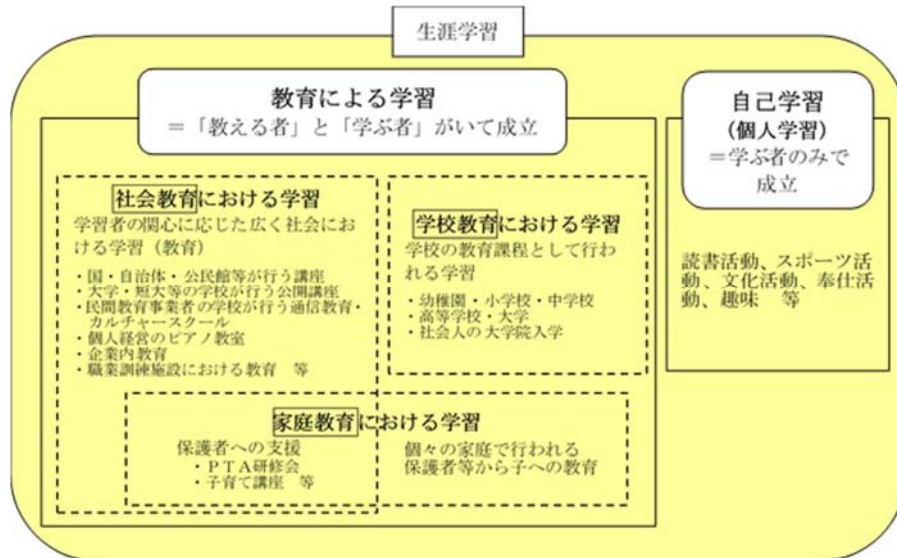 生涯学習
教育による学習
＝「教える者」と「学ぶ者」がいて成立
自己学習
（個人学習）
＝学ぶ者のみで
成立
社会教育における学習
学習者の関心に応じた広く社会にお
ける学習（教育）
・国・自治体・公民館等が行う講座
・大学・短大等の学校が行う公開講座
・民間教育事業者の学校が行う通信教育・
カルチャースクール
・個人経営のピアノ教室
・企業内教育
・職業訓練施設における教育　等
学校教育における学習
学校の教育課程として行わ
れる学習
・幼稚園・小学校・中学校
・高等学校・大学
・社会人の大学院入学
読書活動、スポーツ活
動、文化活動、奉仕活
動、趣味　等
家庭教育における学習
保護者への支援
・ＰＴＡ研修会
・子育て講座　等
個々の家庭で行われる
保護者等から子への教育